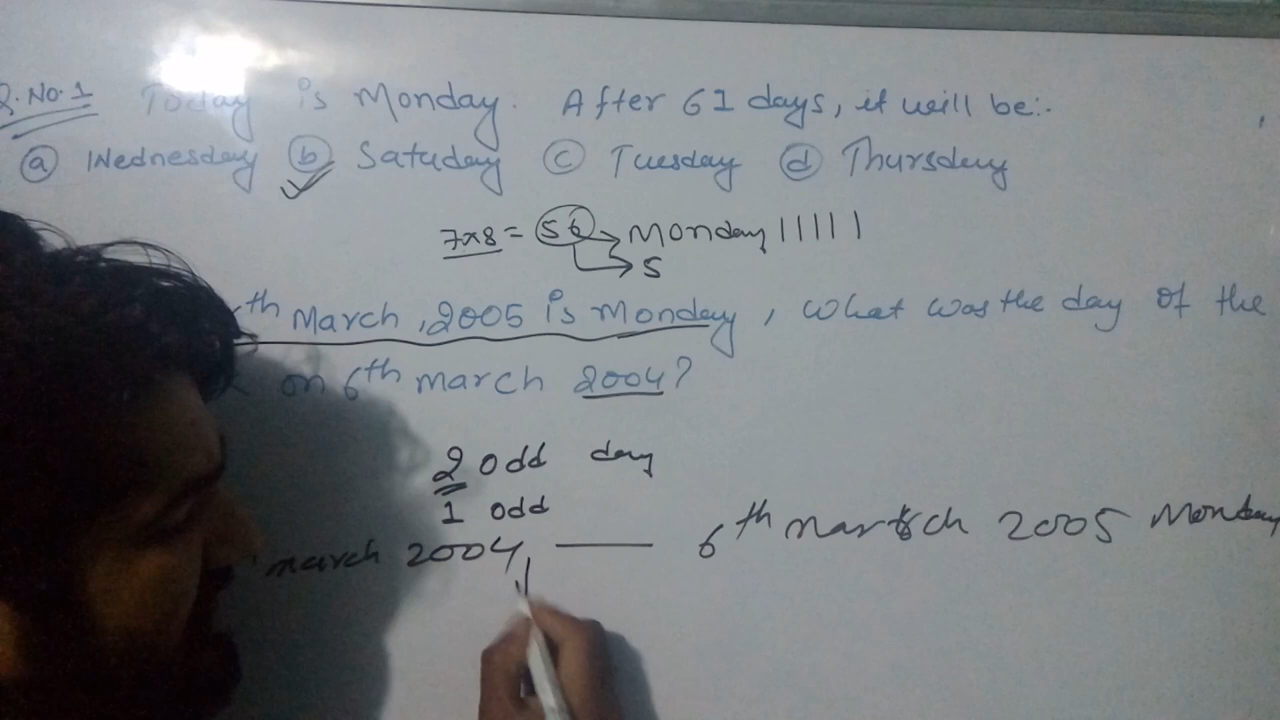 Q.No.1 Today is Monday. After 61 days, it will be:-
(a) Wednesday (b) Satuday (c) Tuesday (d) Thursday
7x8 = 56 → Monday |||||
→ 5
th March, 2005 is Monday, what was the day of the
on 6th march 2004?
2 odd day
1 odd
march 2004, — 6th 2005 Monday